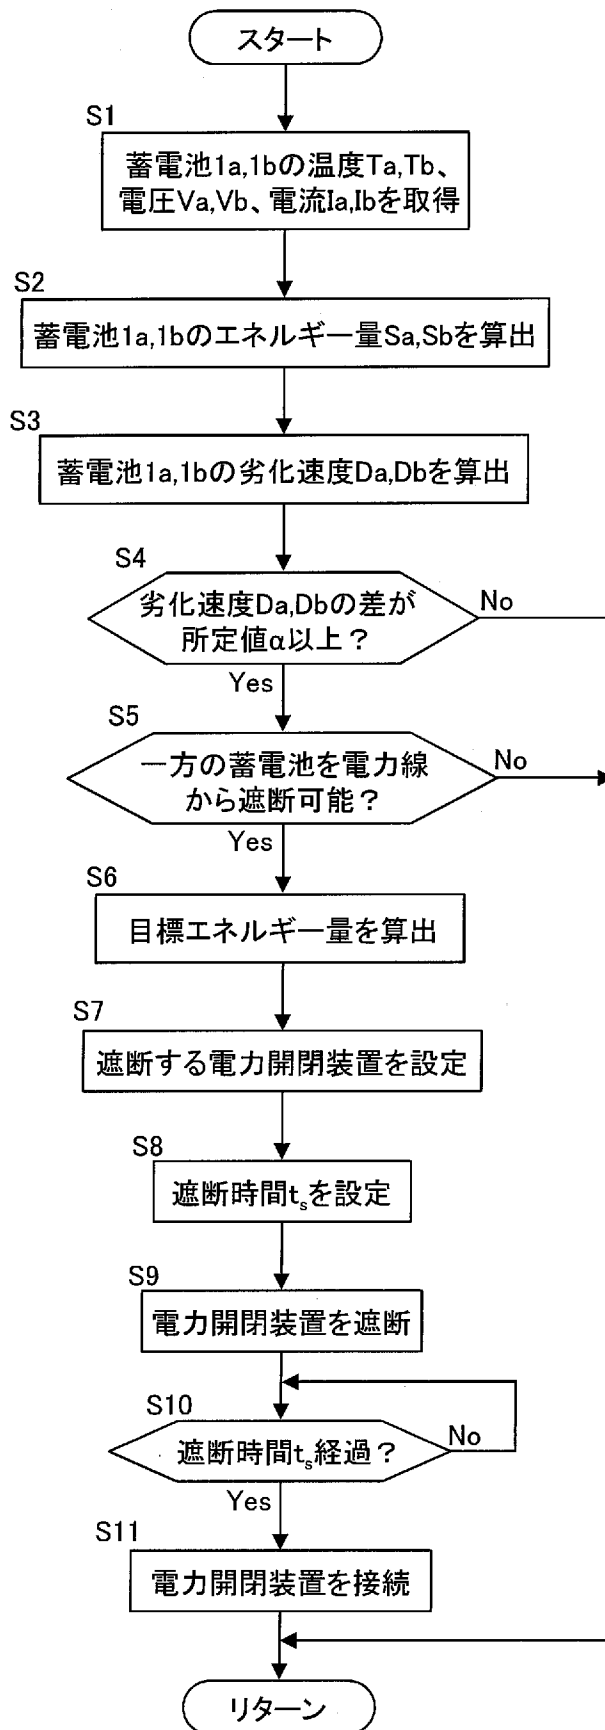 スタート
S1
蓄電池1a,1bの温度Ta,Tb、
電圧Va,Vb、電流Ia,Ibを取得
S2
蓄電池1a,1bのエネルギー量Sa,Sbを算出
S3
蓄電池1a,1bの劣化速度Da,Dbを算出
S4
劣化速度Da,Dbの差が
所定値α以上？
No
Yes
S5
一方の蓄電池を電力線
から遮断可能？
No
Yes
S6
目標エネルギー量を算出
S7
遮断する電力開閉装置を設定
S8
遮断時間tsを設定
S9
電力開閉装置を遮断
S10
遮断時間ts経過？
No
Yes
S11
電力開閉装置を接続
リターン